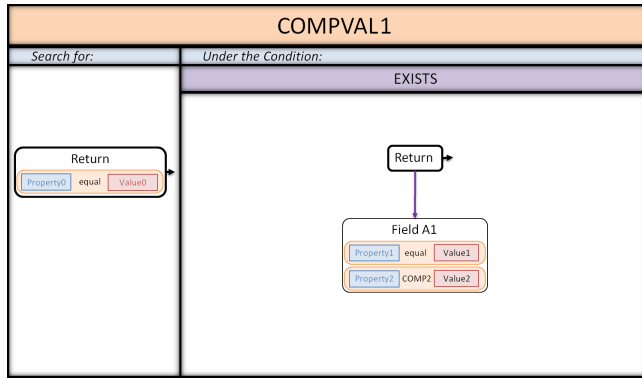 COMPVAL1
Search for:
Under the Condition:
EXISTS
Return
Property0 equal Value0
Return
Field A1
Property1 equal Value1
Property2 COMP2 Value2